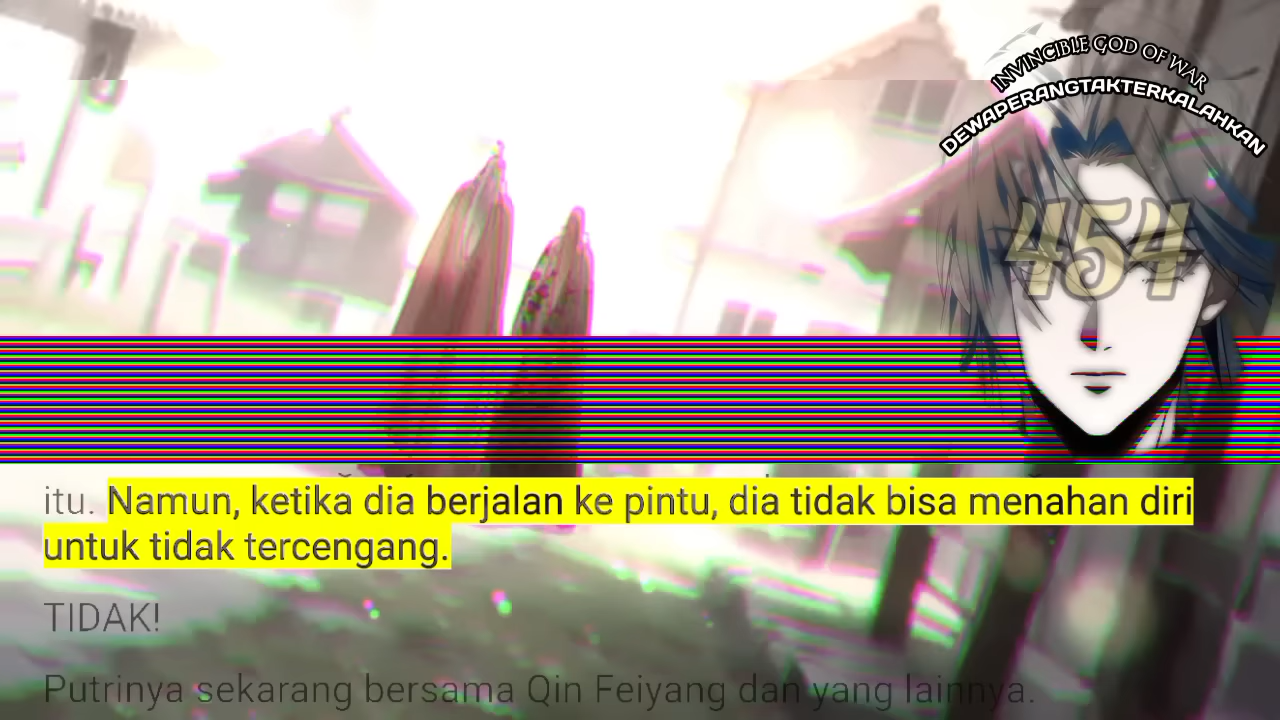 INVINCIBLE GOD OF WAR
DEWAPERANGTAKTERKALAHKAN
454
itu. Namun, ketika dia berjalan ke pintu, dia tidak bisa menahan diri
untuk tidak tercengang.
TIDAK!
Putrinya sekarang bersama Qin Feiyang dan yang lainnya.